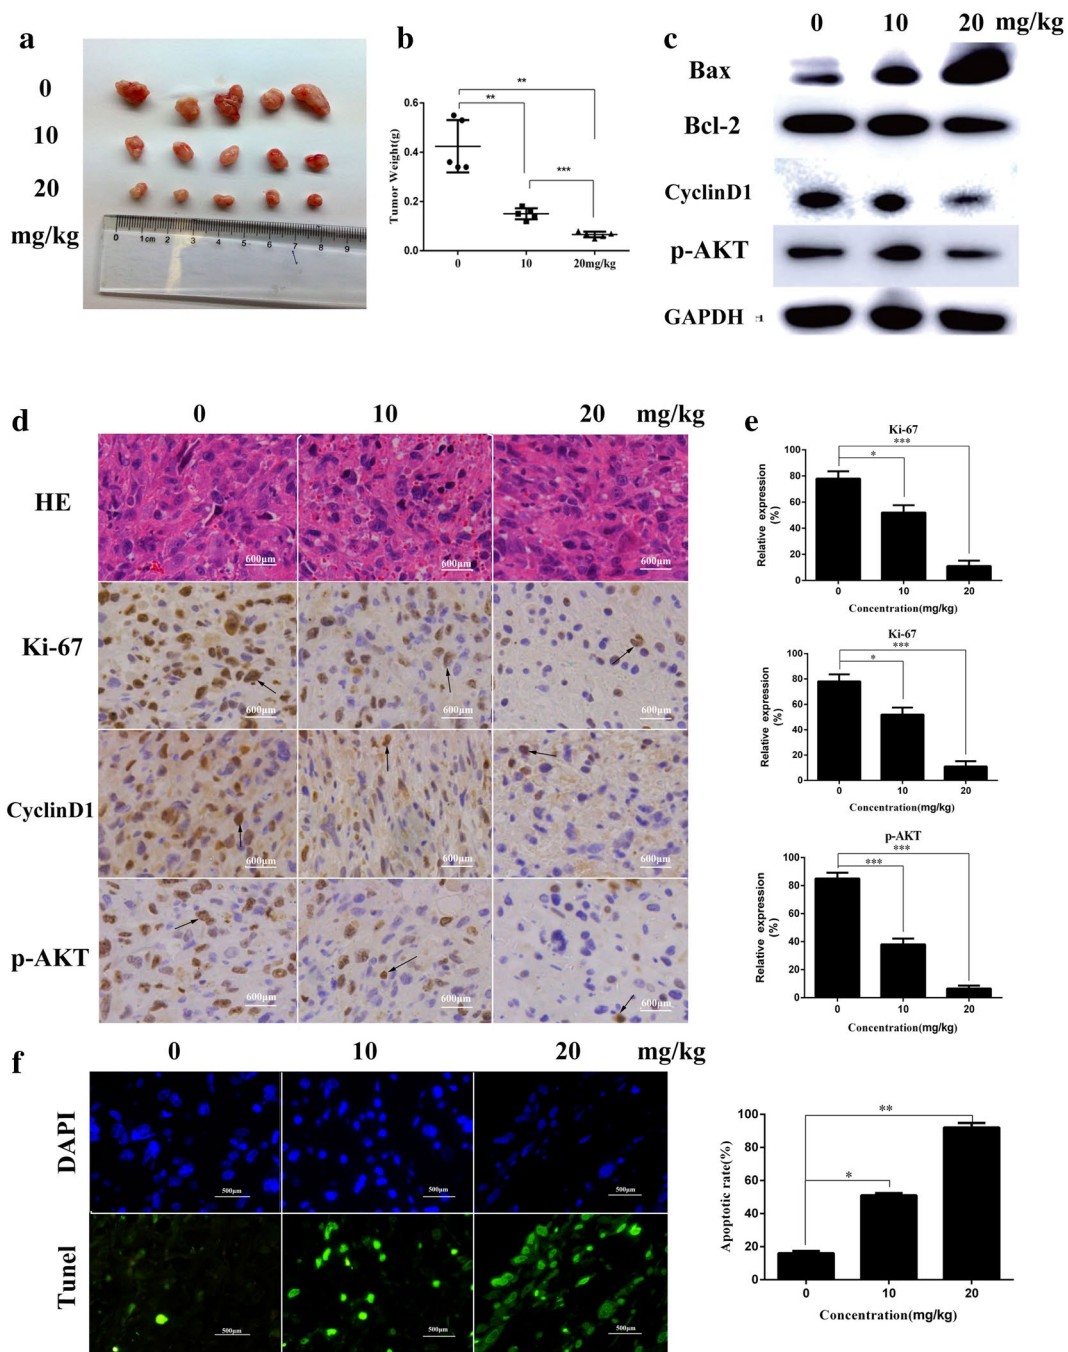 a
0
10
20
mg/kg
0 1cm 2 3 4 5 6 7 8 9
b
**
**
***
Tumor Weight(g)
0.6
0.4
0.2
0.0
0 10 20mg/kg
c
0 10 20 mg/kg
Bax
Bcl-2
CyclinD1
p-AKT
GAPDH
d
0 10 20 mg/kg
HE
600μm 600μm 600μm
Ki-67
600μm 600μm 600μm
CyclinD1
600μm 600μm 600μm
p-AKT
600μm 600μm 600μm
e
Ki-67
***
*
Relative expression
(%)
100
80
60
40
20
0
0 10 20
Concentration(mg/kg)
Ki-67
***
*
Relative expression
(%)
100
80
60
40
20
0
0 10 20
Concentration(mg/kg)
p-AKT
***
***
Relative expression
(%)
100
80
60
40
20
0
0 10 20
Concentration(mg/kg)
f
0 10 20 mg/kg
DAPI
500μm 500μm 500μm
Tunel
500μm 500μm 500μm
**
*
Apoptotic rate(%)
100
80
60
40
20
0
0 10 20
Concentration(mg/kg)